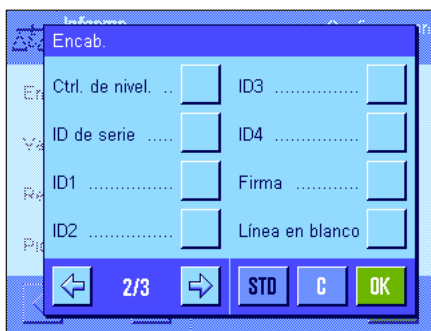 Informe
Encab.
Ctrl. de nivel. ..
ID3 ................
ID de serie .....
ID4 ................
ID1 ................
Firma ............
ID2 ................
Línea en blanco
2/3
STD
C
OK